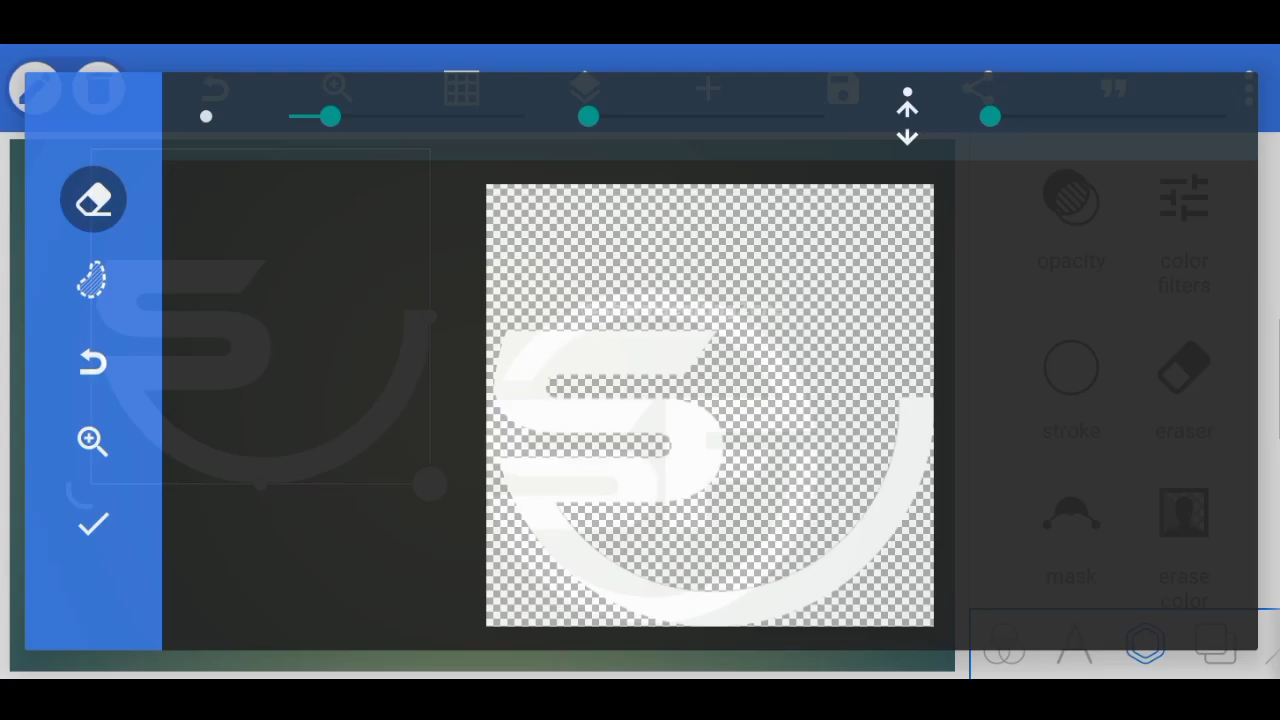 opacity
color
filters
stroke
eraser
mask
erase
color